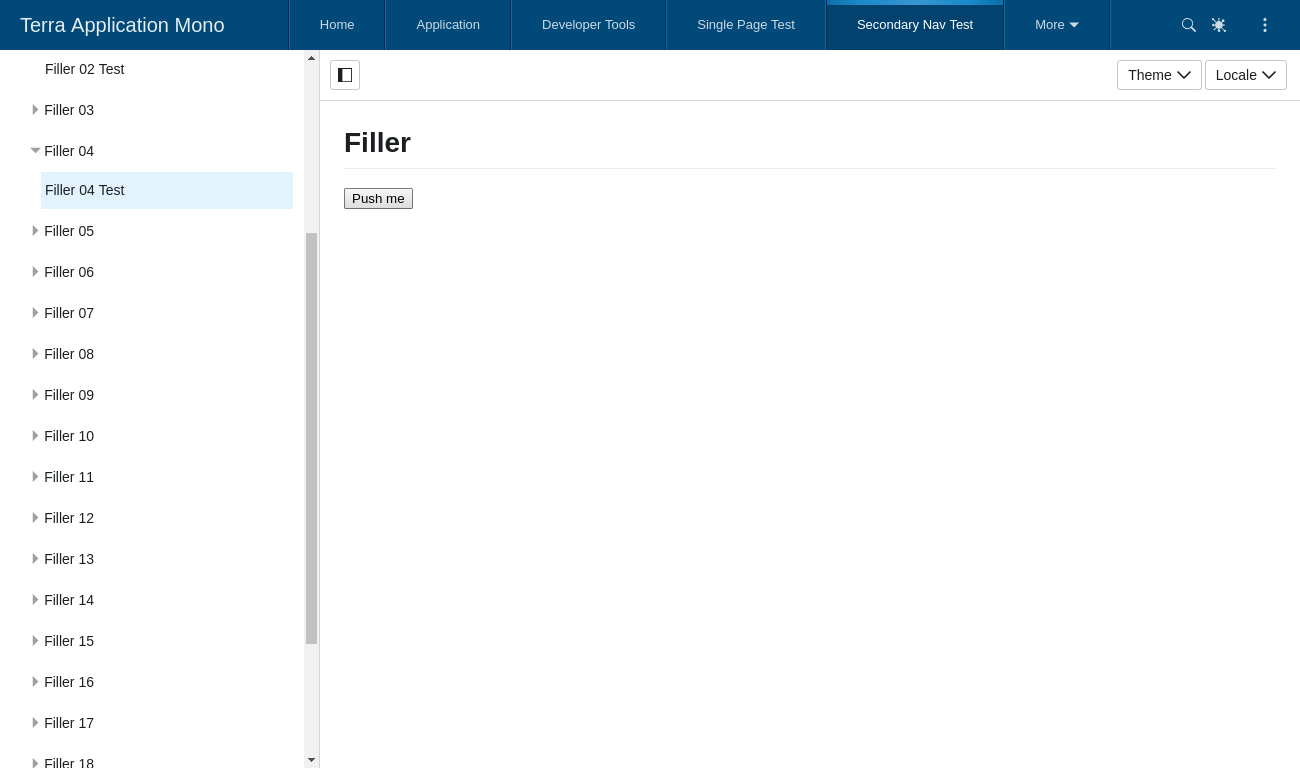 Terra Application Mono
Home
Application
Developer Tools
Single Page Test
Secondary Nav Test
More
Filler 02 Test
Filler 03
Filler 04
Filler 04 Test
Filler 05
Filler 06
Filler 07
Filler 08
Filler 09
Filler 10
Filler 11
Filler 12
Filler 13
Filler 14
Filler 15
Filler 16
Filler 17
Filler 18
Theme
Locale
Filler
Push me